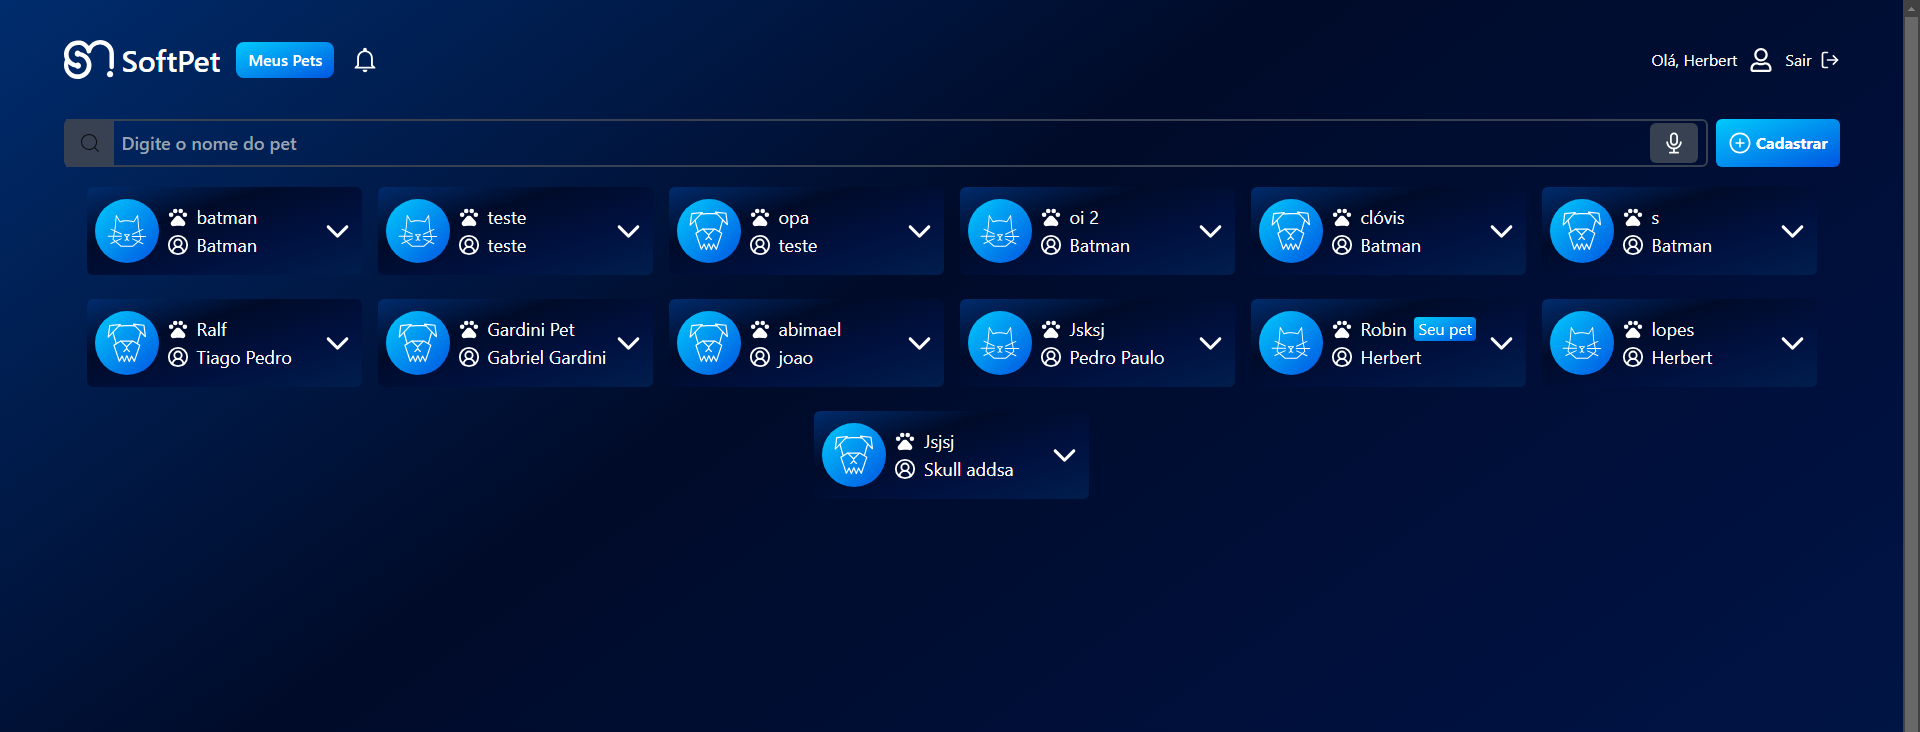 SoftPet
Meus Pets
Olá, Herbert
Sair
Digite o nome do pet
Cadastrar
batman
Batman
teste
teste
opa
teste
oi 2
Batman
clóvis
Batman
s
Batman
Ralf
Tiago Pedro
Gardini Pet
Gabriel Gardini
abimael
joao
Jsksj
Pedro Paulo
Robin Seu pet
Herbert
lopes
Herbert
Jsjsj
Skull addsa